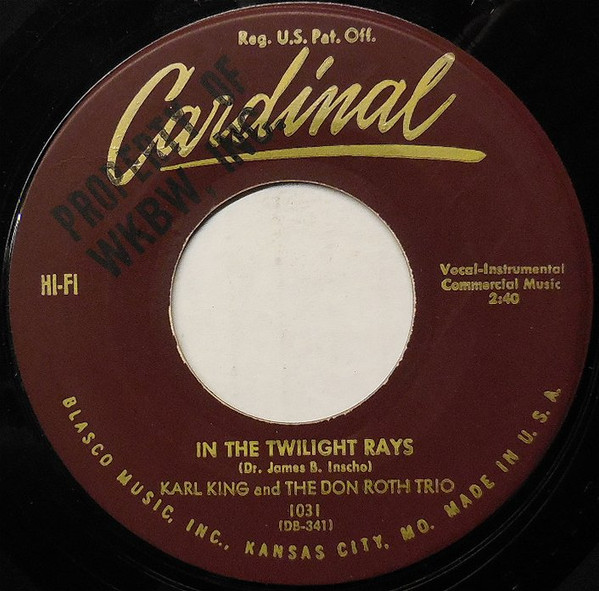 Reg. U.S. Pat. Off.
Cardinal
PROPERTY OF
WKBW, INC.
HI-FI
Vocal-Instrumental
Commercial Music
2:40
IN THE TWILIGHT RAYS
(Dr. James B. Inscho)
KARL KING and THE DON ROTH TRIO
1031
(DB-341)
BLASCO MUSIC, INC., KANSAS CITY, MO. MADE IN U.S.A.